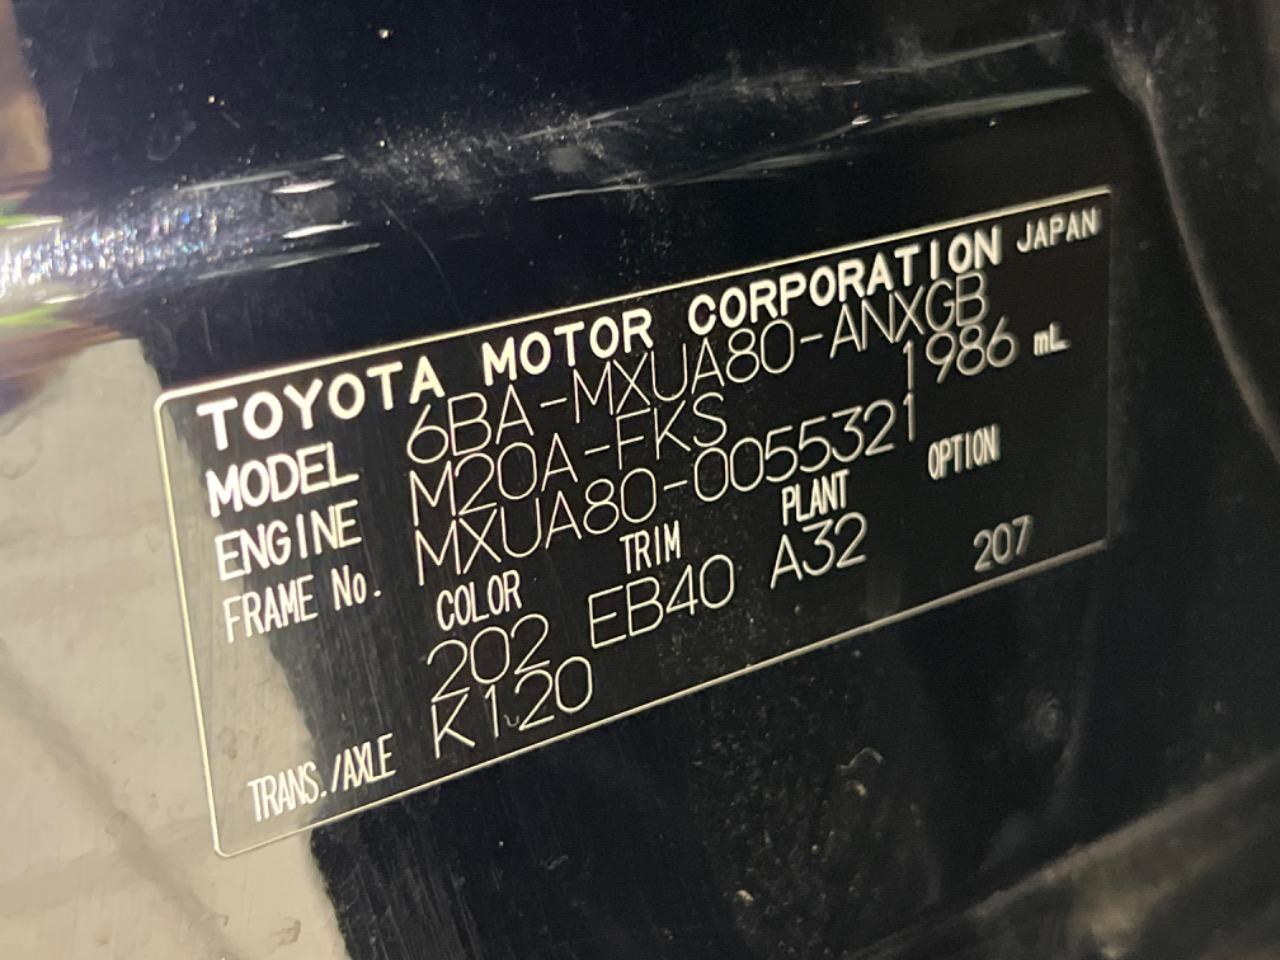 TOYOTA MOTOR CORPORATION JAPAN
MODEL 6BA-MXUA80-ANXGB
ENGINE M20A-FKS 1986 mL
FRAME No. MXUA80-0055321
COLOR TRIM PLANT OPTION
202 EB40 A32 207
TRANS./AXLE K120